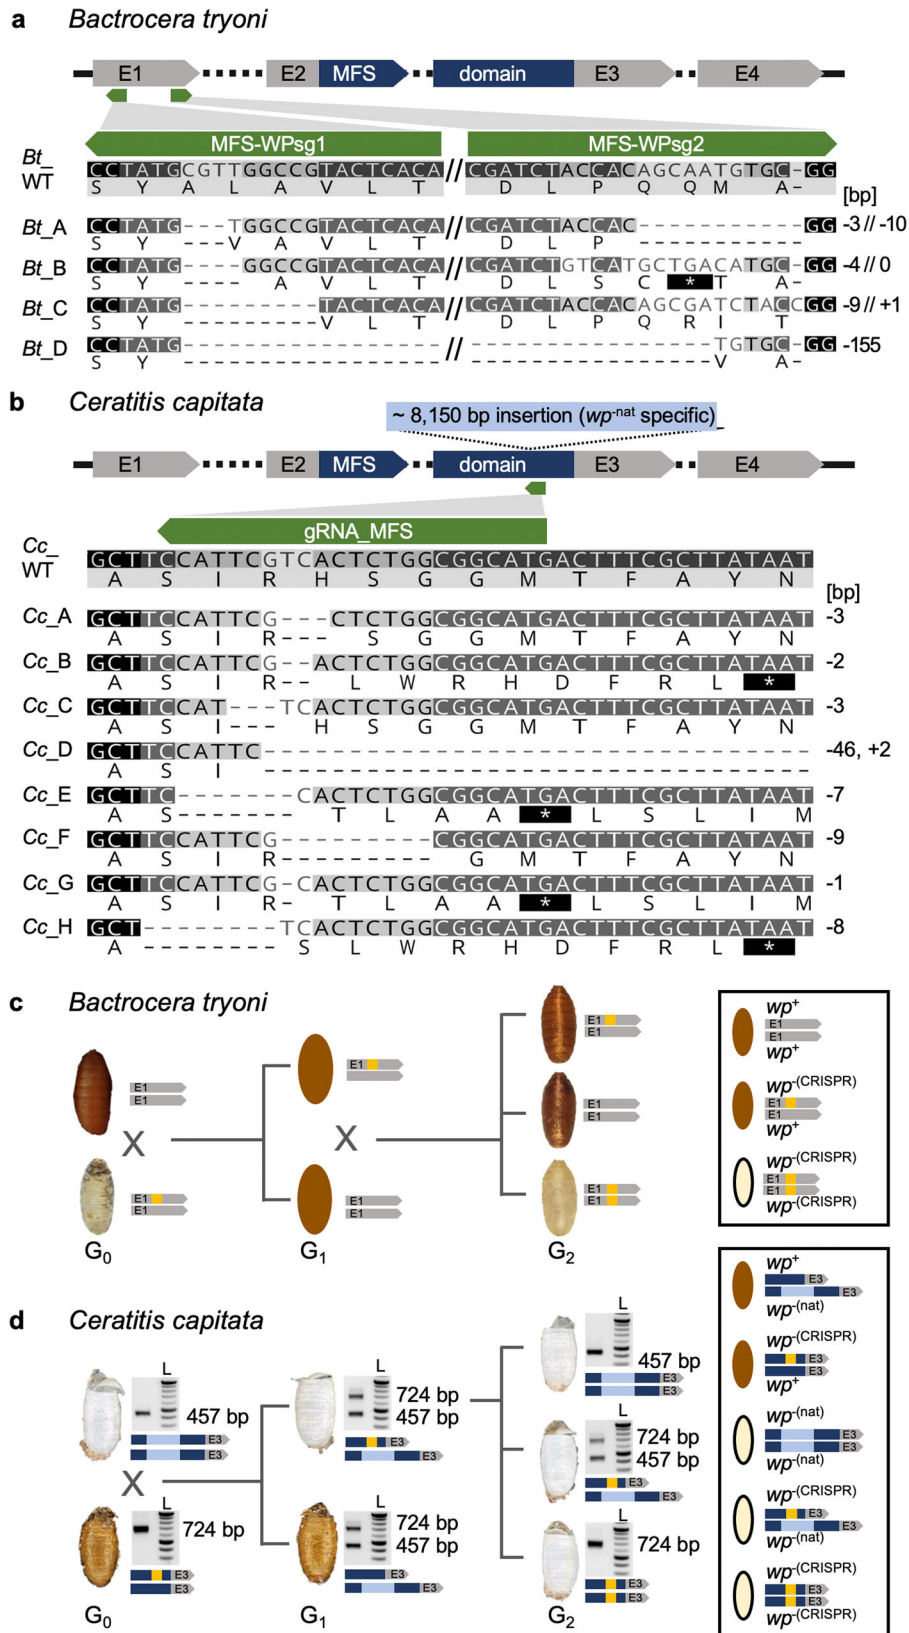 a Bactrocera tryoni
E1 E2 MFS domain E3 E4
MFS-WPsg1 MFS-WPsg2
Bt_WT CCTATGCGTTGGCCGTACTCACA // CGATCTACCACAGCAATGTGC-GG
S Y A L A V L T D L P Q Q M A-
[bp]
Bt_A CCTATG---TGGCCGTACTCACA // CGATCTACCAC----------GG -3 // -10
S Y---V A V L T D L P
Bt_B CCTATG----GGCCGTACTCACA // CGATCTGTCATGCTGACATGC-GG -4 // 0
S Y A V L T D L S C * T A-
Bt_C CCTATG---------TACTCACA // CGATCTACCACAGCGATCTACCGG -9 // +1
S Y V L T D L P Q R I T
Bt_D CCTATG // TGTGC-GG -155
S Y V A-
b Ceratitis capitata
~ 8,150 bp insertion (wp-nat specific)
E1 E2 MFS domain E3 E4
gRNA_MFS
Cc_WT GCTTCCATTCGTCACTCTGGCGGCATGACTTTCGCTTATAAT
A S I R H S G G M T F A Y N
[bp]
Cc_A GCTTCCATTCG---CTCTGGCGGCATGACTTTCGCTTATAAT -3
A S I R--- S G G M T F A Y N
Cc_B GCTTCCATTCG--ACTCTGGCGGCATGACTTTCGCTTATAAT -2
A S I R-- L W R H D F R L *
Cc_C GCTTCCAT---TCACTCTGGCGGCATGACTTTCGCTTATAAT -3
A S I --- H S G G M T F A Y N
Cc_D GCTTCCATTC -46, +2
A S I
Cc_E GCTTC-------CACTCTGGCGGCATGACTTTCGCTTATAAT -7
A S T L A A * L S L I M
Cc_F GCTTCCATTCG---------CGGCATGACTTTCGCTTATAAT -9
A S I R G M T F A Y N
Cc_G GCTTCCATTCG-CACTCTGGCGGCATGACTTTCGCTTATAAT -1
A S I R- T L A A * L S L I M
Cc_H GCT--------TCACTCTGGCGGCATGACTTTCGCTTATAAT -8
A S L W R H D F R L *
c Bactrocera tryoni
E1
E1
X
E1
E1
G0
E1
X
E1
E1
G1
E1
E1
E1
E1
E1
E1
G2
wp+
E1
E1
wp+
wp-(CRISPR)
E1
E1
wp+
wp-(CRISPR)
E1
E1
wp-(CRISPR)
d Ceratitis capitata
L
457 bp
E3
E3
X
L
724 bp
E3
E3
G0
L
724 bp
457 bp
E3
E3
L
724 bp
457 bp
E3
E3
G1
L
457 bp
E3
E3
L
724 bp
457 bp
E3
E3
L
724 bp
E3
E3
G2
wp+
E3
E3
wp-(nat)
wp-(CRISPR)
E3
E3
wp+
wp-(nat)
E3
E3
wp-(nat)
wp-(CRISPR)
E3
E3
wp-(nat)
wp-(CRISPR)
E3
E3
wp-(CRISPR)